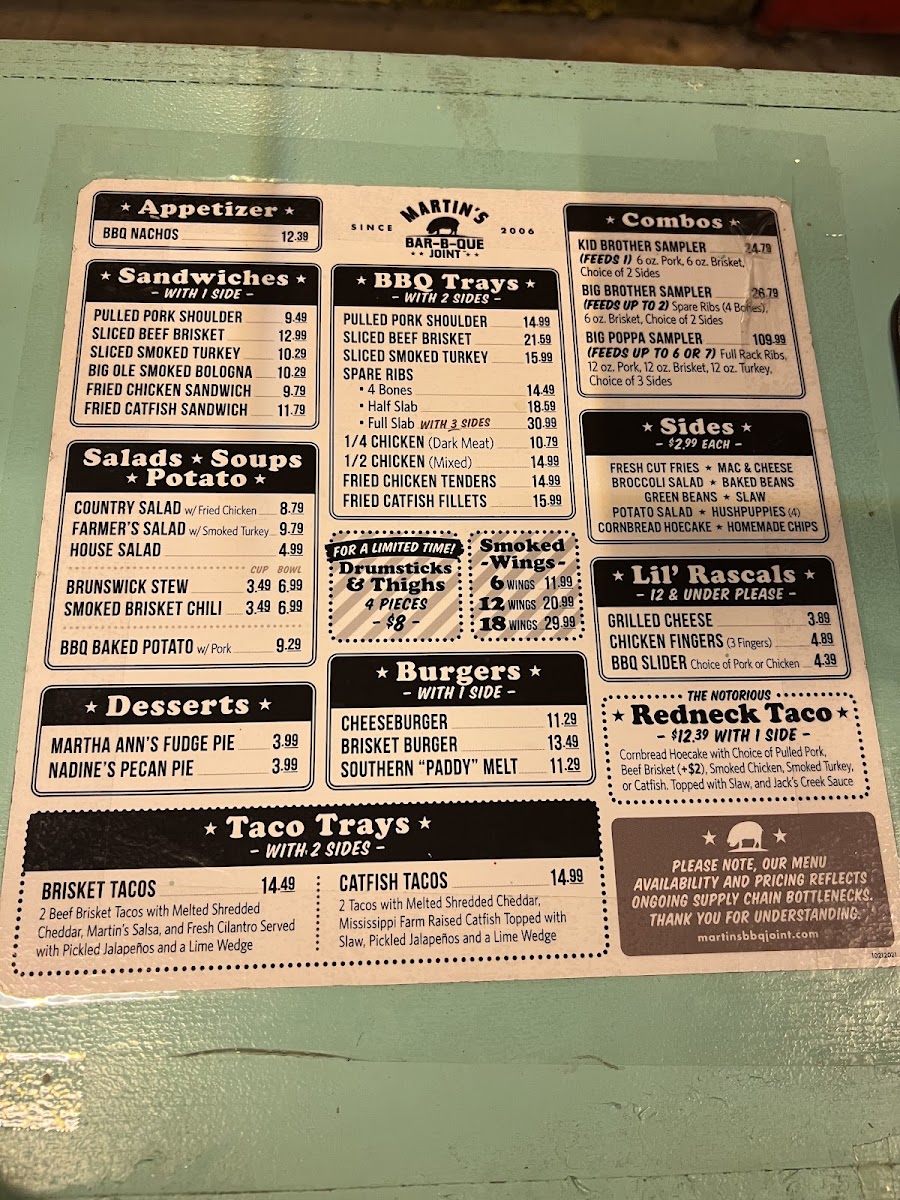 ★ Appetizer ★
BBQ NACHOS 12.39
★ Sandwiches ★
- WITH 1 SIDE -
PULLED PORK SHOULDER 9.49
SLICED BEEF BRISKET 12.99
SLICED SMOKED TURKEY 10.29
BIG OLE SMOKED BOLOGNA 10.29
FRIED CHICKEN SANDWICH 9.79
FRIED CATFISH SANDWICH 11.79
Salads ★ Soups
★ Potato ★
COUNTRY SALAD w/ Fried Chicken 8.79
FARMER'S SALAD w/ Smoked Turkey 9.79
HOUSE SALAD 4.99
CUP BOWL
BRUNSWICK STEW 3.49 6.99
SMOKED BRISKET CHILI 3.49 6.99
BBQ BAKED POTATO w/ Pork 9.29
★ Desserts ★
MARTHA ANN'S FUDGE PIE 3.99
NADINE'S PECAN PIE 3.99
SINCE MARTIN'S 2006
BAR-B-QUE
★★ JOINT ★★
★ BBQ Trays ★
- WITH 2 SIDES -
PULLED PORK SHOULDER 14.99
SLICED BEEF BRISKET 21.59
SLICED SMOKED TURKEY 15.99
SPARE RIBS
• 4 Bones 14.49
• Half Slab 18.59
• Full Slab WITH 3 SIDES 30.99
1/4 CHICKEN (Dark Meat) 10.79
1/2 CHICKEN (Mixed) 14.99
FRIED CHICKEN TENDERS 14.99
FRIED CATFISH FILLETS 15.99
FOR A LIMITED TIME!
Drumsticks
& Thighs
4 PIECES
- $8 -
Smoked
-Wings-
6 WINGS 11.99
12 WINGS 20.99
18 WINGS 29.99
★ Burgers ★
- WITH 1 SIDE -
CHEESEBURGER 11.29
BRISKET BURGER 13.49
SOUTHERN "PADDY" MELT 11.29
★ Combos ★
KID BROTHER SAMPLER 24.79
(FEEDS 1) 6 oz. Pork, 6 oz. Brisket,
Choice of 2 Sides
BIG BROTHER SAMPLER 26.79
(FEEDS UP TO 2) Spare Ribs (4 Bones),
6 oz. Brisket, Choice of 2 Sides
BIG POPPA SAMPLER 109.99
(FEEDS UP TO 6 OR 7) Full Rack Ribs,
12 oz. Pork, 12 oz. Brisket, 12 oz. Turkey,
Choice of 3 Sides
★ Sides ★
- $2.99 EACH -
FRESH CUT FRIES ★ MAC & CHEESE
BROCCOLI SALAD ★ BAKED BEANS
GREEN BEANS ★ SLAW
POTATO SALAD ★ HUSHPUPPIES (4)
CORNBREAD HOECAKE ★ HOMEMADE CHIPS
★ Lil' Rascals ★
- 12 & UNDER PLEASE -
GRILLED CHEESE 3.89
CHICKEN FINGERS (3 Fingers) 4.89
BBQ SLIDER Choice of Pork or Chicken 4.39
THE NOTORIOUS
★ Redneck Taco ★
- $12.39 WITH 1 SIDE -
Cornbread Hoecake with Choice of Pulled Pork,
Beef Brisket (+$2), Smoked Chicken, Smoked Turkey,
or Catfish. Topped with Slaw, and Jack's Creek Sauce
★ Taco Trays ★
- WITH 2 SIDES -
BRISKET TACOS 14.49
2 Beef Brisket Tacos with Melted Shredded
Cheddar, Martin's Salsa, and Fresh Cilantro Served
with Pickled Jalapeños and a Lime Wedge
CATFISH TACOS 14.99
2 Tacos with Melted Shredded Cheddar,
Mississippi Farm Raised Catfish Topped with
Slaw, Pickled Jalapeños and a Lime Wedge
PLEASE NOTE, OUR MENU
AVAILABILITY AND PRICING REFLECTS
ONGOING SUPPLY CHAIN BOTTLENECKS.
THANK YOU FOR UNDERSTANDING.
martinsbbqjoint.com
10212021